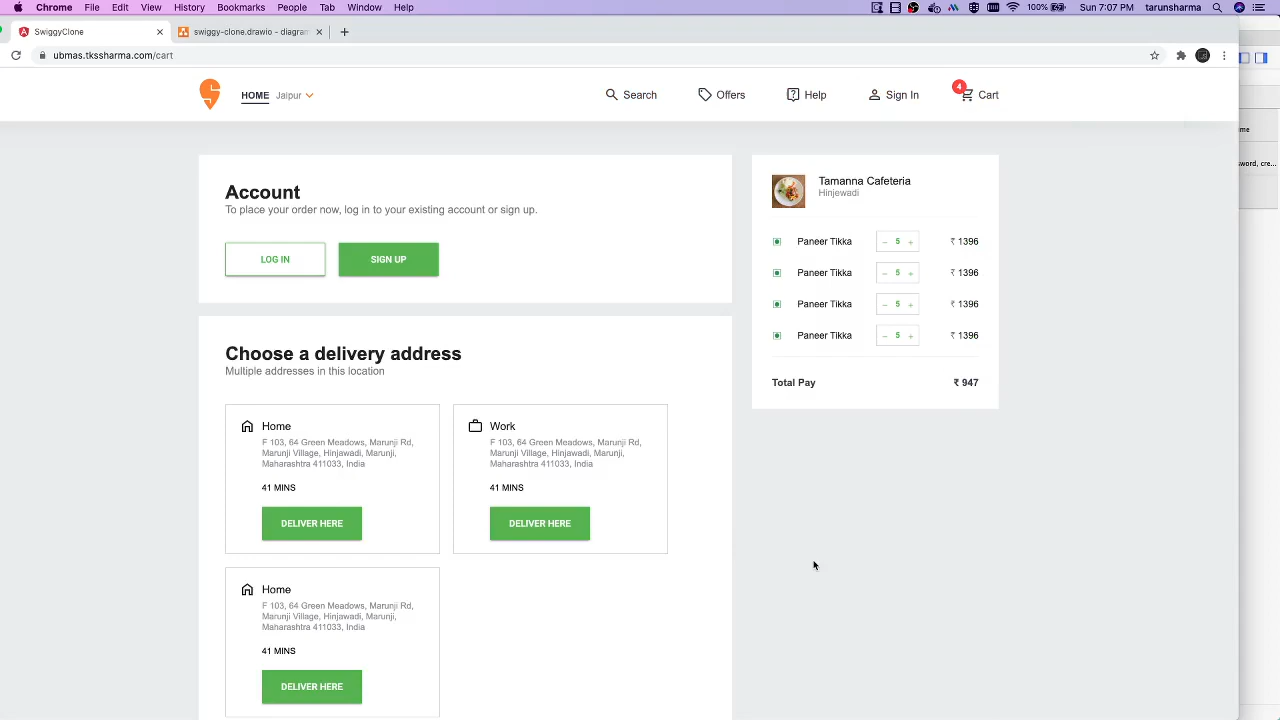 Chrome File Edit View History Bookmarks People Tab Window Help 100% Sun 7:07 PM tarunsharma
SwiggyClone swiggy-clone.drawio - diagram
ubmas.tkssharma.com/cart
HOME Jaipur Search Offers Help Sign In 4 Cart
me
sword, cre...
Account
To place your order now, log in to your existing account or sign up.
LOG IN SIGN UP
Choose a delivery address
Multiple addresses in this location
Home
F 103, 64 Green Meadows, Marunji Rd,
Marunji Village, Hinjawadi, Marunji,
Maharashtra 411033, India
41 MINS
DELIVER HERE
Work
F 103, 64 Green Meadows, Marunji Rd,
Marunji Village, Hinjawadi, Marunji,
Maharashtra 411033, India
41 MINS
DELIVER HERE
Home
F 103, 64 Green Meadows, Marunji Rd,
Marunji Village, Hinjawadi, Marunji,
Maharashtra 411033, India
41 MINS
DELIVER HERE
Tamanna Cafeteria
Hinjewadi
Paneer Tikka − 5 + ₹ 1396
Paneer Tikka − 5 + ₹ 1396
Paneer Tikka − 5 + ₹ 1396
Paneer Tikka − 5 + ₹ 1396
Total Pay ₹ 947